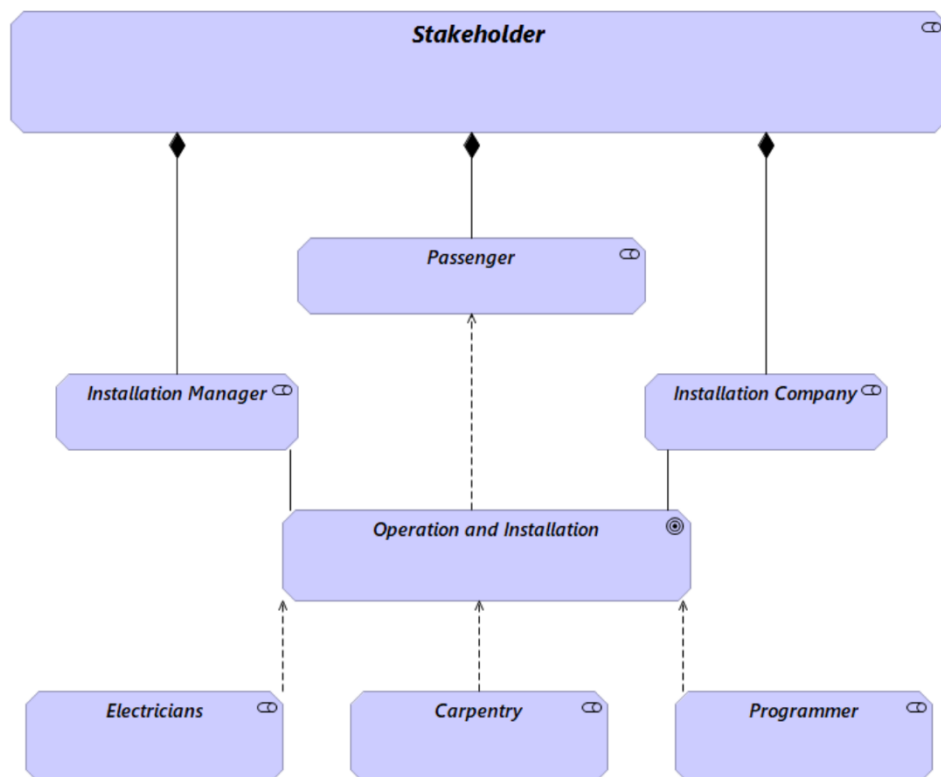 Stakeholder
Passenger
Installation Manager
Installation Company
Operation and Installation
Electricians
Carpentry
Programmer